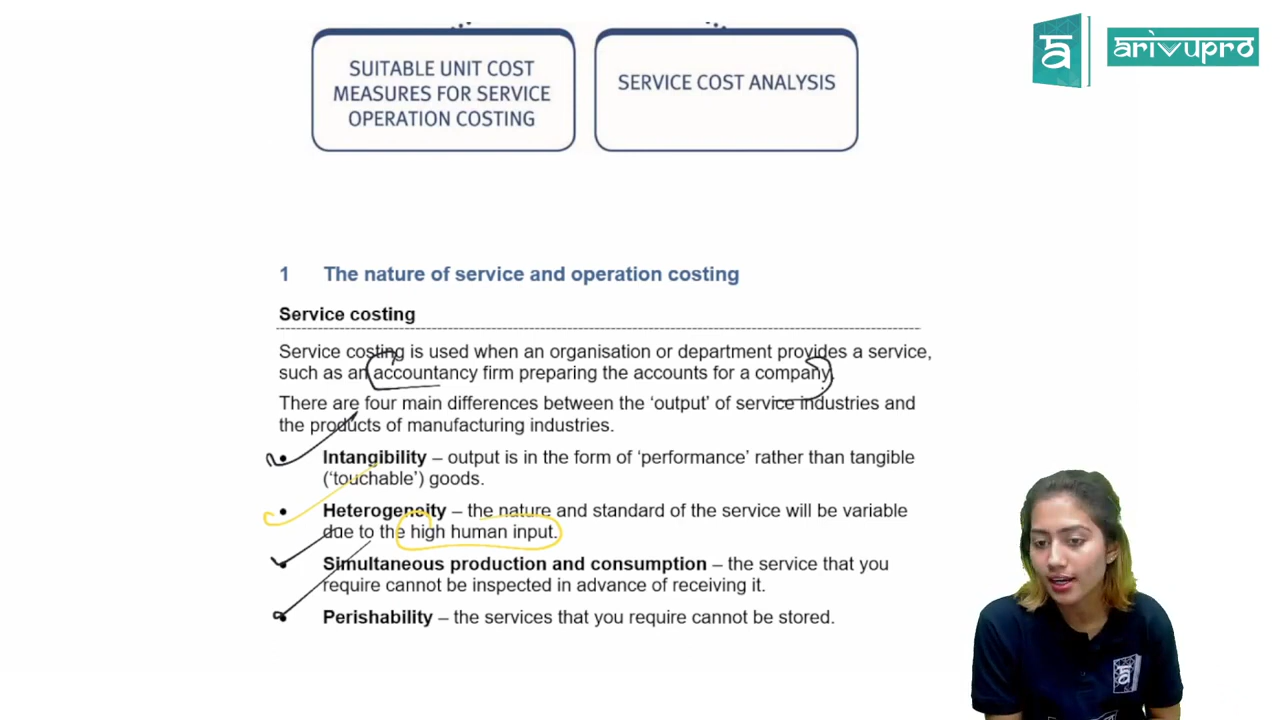 ārivupro
SUITABLE UNIT COST
MEASURES FOR SERVICE
OPERATION COSTING
SERVICE COST ANALYSIS
1 The nature of service and operation costing
Service costing
Service costing is used when an organisation or department provides a service,
such as an accountancy firm preparing the accounts for a company.
There are four main differences between the ‘output’ of service industries and
the products of manufacturing industries.
• Intangibility – output is in the form of ‘performance’ rather than tangible
(‘touchable’) goods.
• Heterogeneity – the nature and standard of the service will be variable
due to the high human input.
• Simultaneous production and consumption – the service that you
require cannot be inspected in advance of receiving it.
• Perishability – the services that you require cannot be stored.